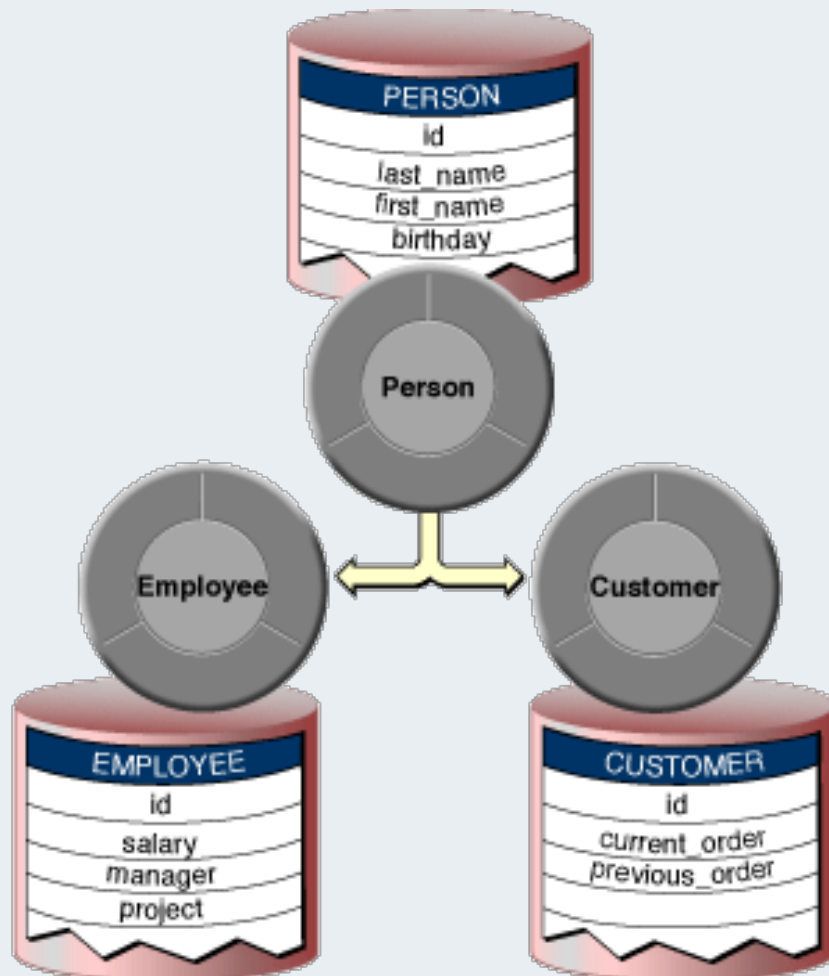 PERSON
id
last_name
first_name
birthday
Person
Employee
Customer
EMPLOYEE
id
salary
manager
project
CUSTOMER
id
current_order
previous_order